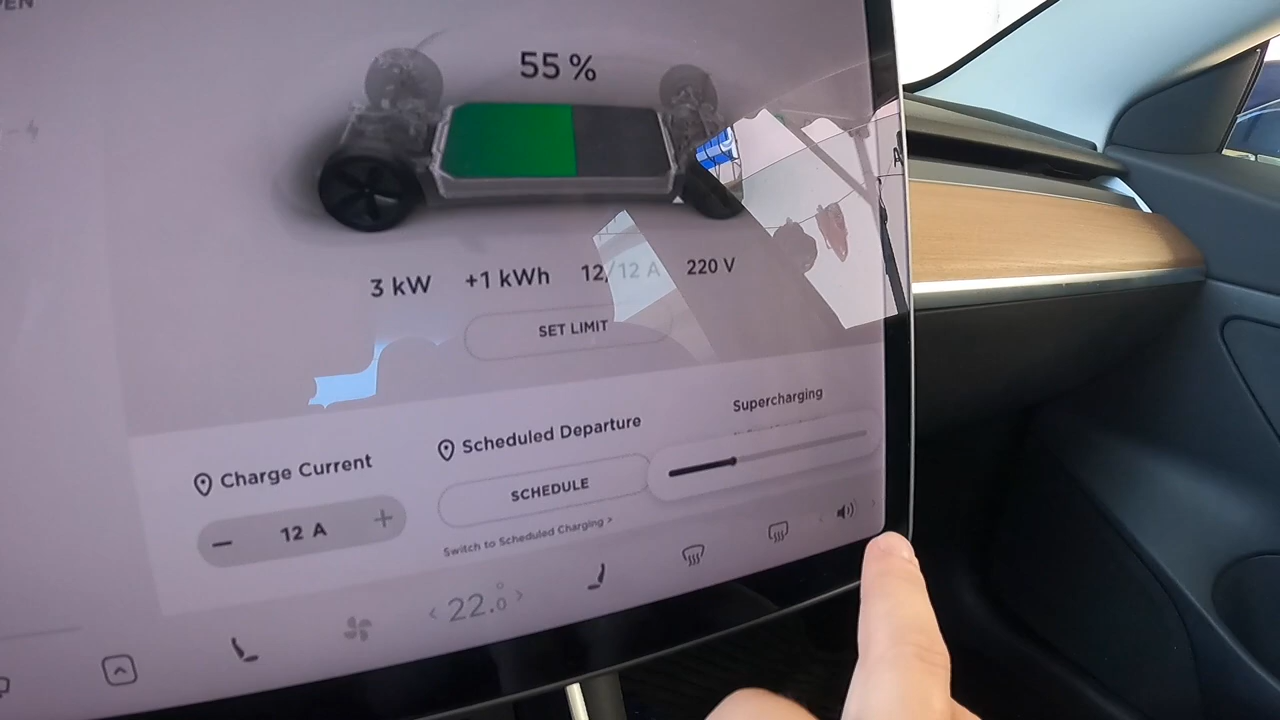 55 %
3 kW +1 kWh 12/12 A 220 V
SET LIMIT
Supercharging
Scheduled Departure
Charge Current
SCHEDULE
12 A
Switch to Scheduled Charging >
22.0